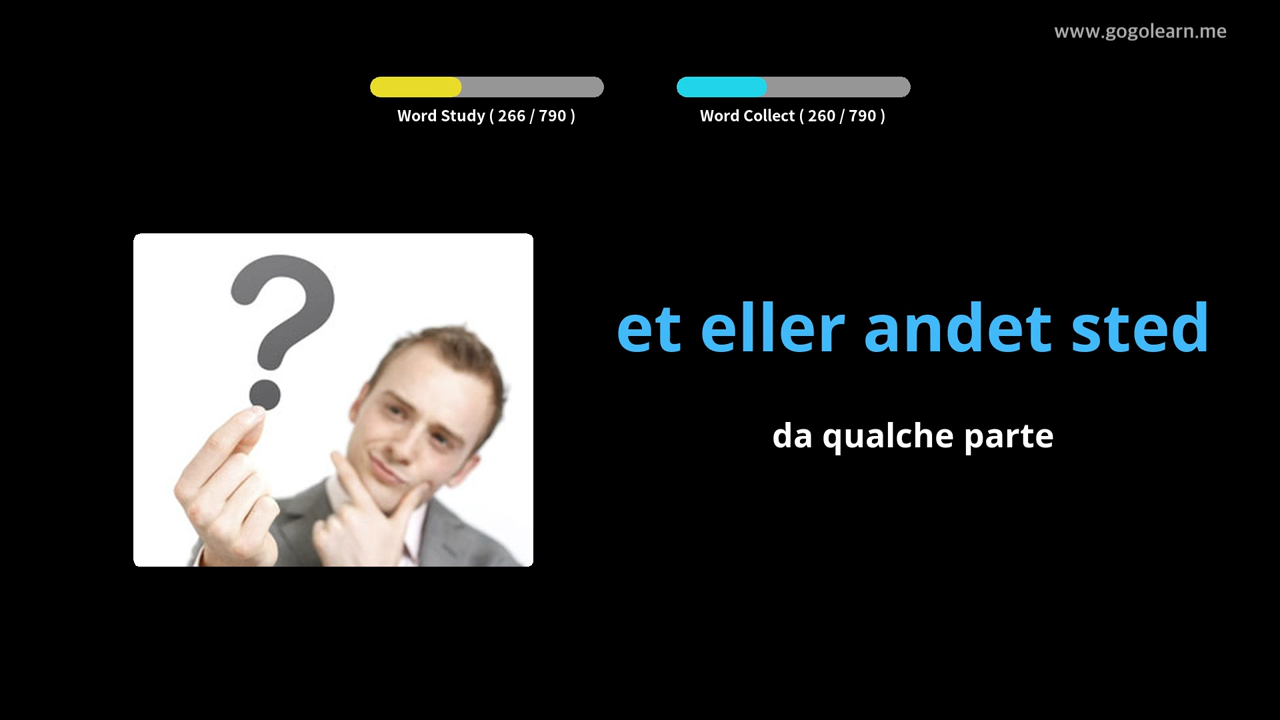 www.gogolearn.me
Word Study ( 266 / 790 )
Word Collect ( 260 / 790 )
et eller andet sted
da qualche parte